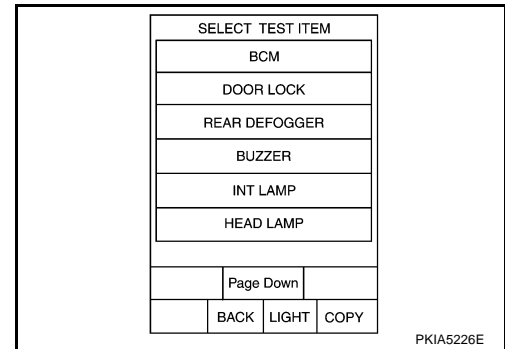 SELECT TEST ITEM
BCM
DOOR LOCK
REAR DEFOGGER
BUZZER
INT LAMP
HEAD LAMP
Page Down
BACK LIGHT COPY
PKIA5226E